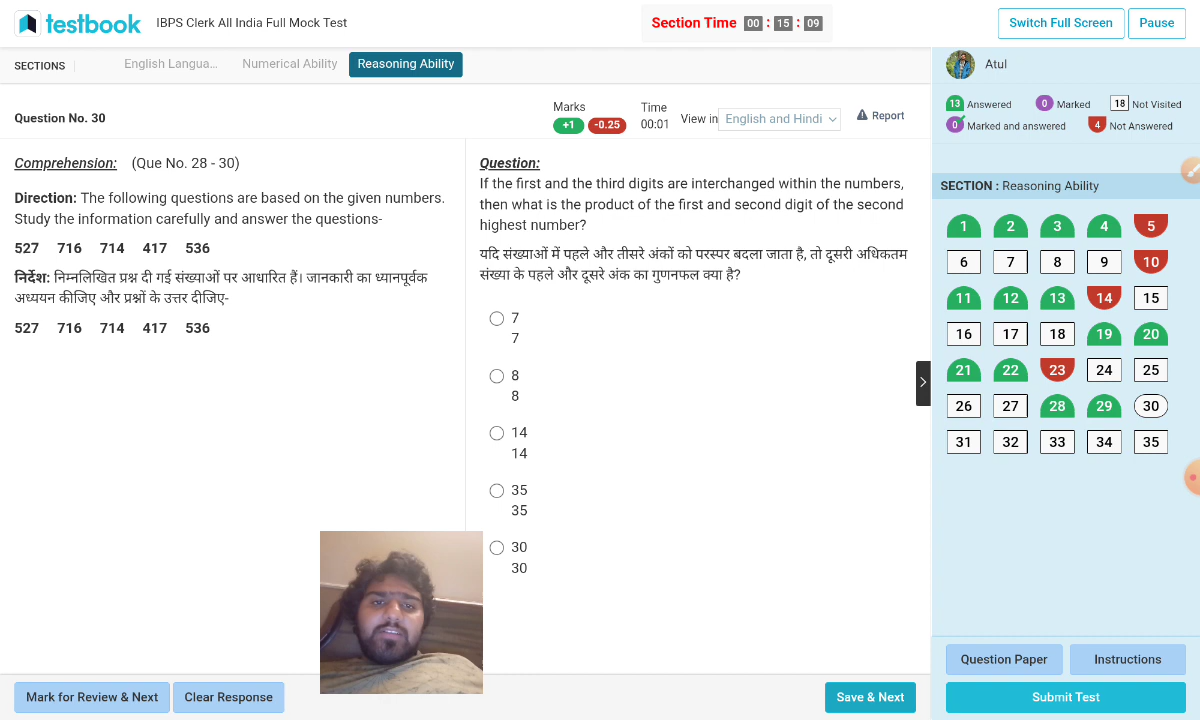 testbook
IBPS Clerk All India Full Mock Test
Section Time 00 : 15 : 09
Switch Full Screen
Pause
SECTIONS
English Langua...
Numerical Ability
Reasoning Ability
Atul
13 Answered
0 Marked
18 Not Visited
0 Marked and answered
4 Not Answered
Question No. 30
Marks
+1 -0.25
Time
00:01
View in English and Hindi
Report
Comprehension: (Que No. 28 - 30)
Direction: The following questions are based on the given numbers.
Study the information carefully and answer the questions-
527 716 714 417 536
निर्देश: निम्नलिखित प्रश्न दी गई संख्याओं पर आधारित हैं। जानकारी का ध्यानपूर्वक
अध्ययन कीजिए और प्रश्नों के उत्तर दीजिए-
527 716 714 417 536
Question:
If the first and the third digits are interchanged within the numbers,
then what is the product of the first and second digit of the second
highest number?
यदि संख्याओं में पहले और तीसरे अंकों को परस्पर बदला जाता है, तो दूसरी अधिकतम
संख्या के पहले और दूसरे अंक का गुणनफल क्या है?
7
7
8
8
14
14
35
35
30
30
SECTION : Reasoning Ability
1 2 3 4 5
6 7 8 9 10
11 12 13 14 15
16 17 18 19 20
21 22 23 24 25
26 27 28 29 30
31 32 33 34 35
Question Paper
Instructions
Mark for Review & Next
Clear Response
Save & Next
Submit Test